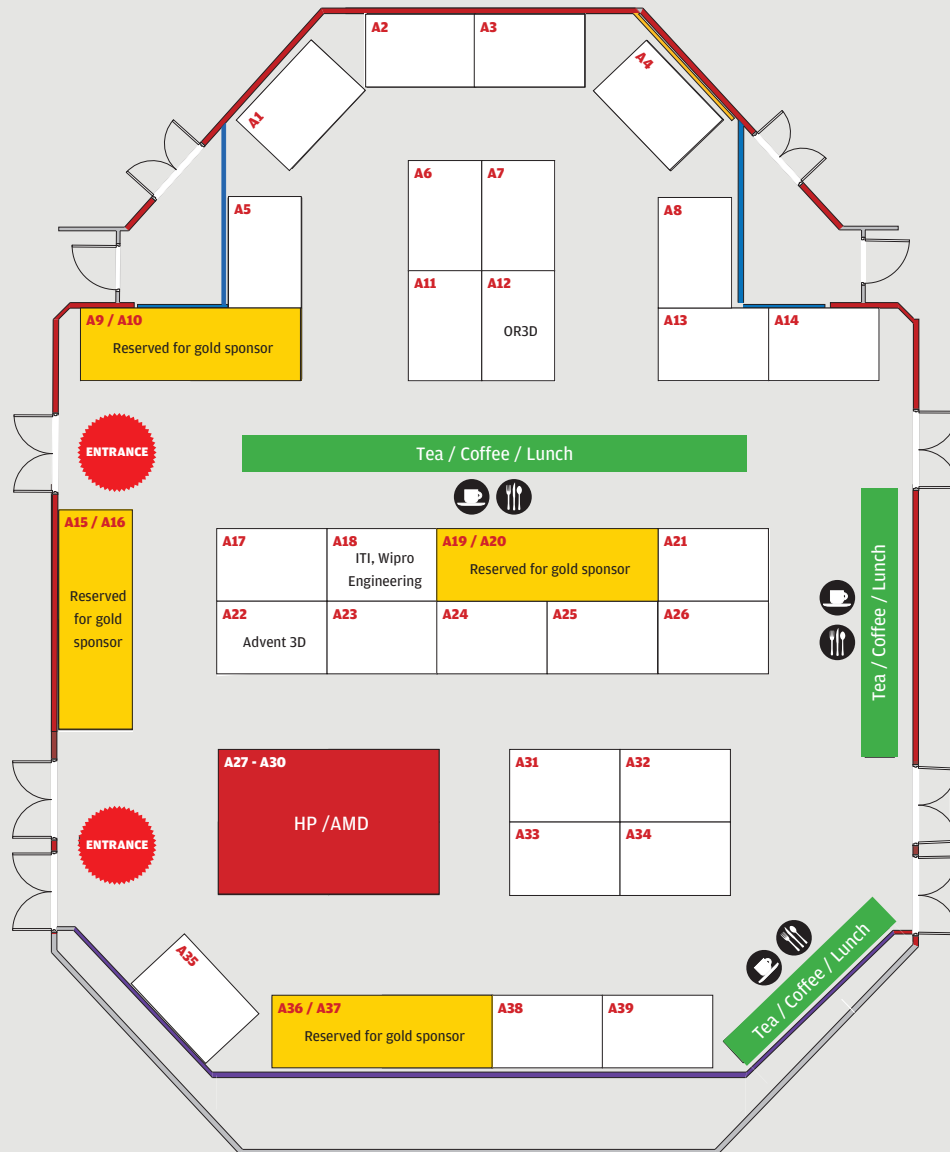 A2
A3
A1
A4
A6
A7
A5
A8
A11
A12
OR3D
A9 / A10
Reserved for gold sponsor
A13
A14
ENTRANCE
Tea / Coffee / Lunch
A15 / A16
Reserved
for gold
sponsor
A17
A18
ITI, Wipro
Engineering
A19 / A20
Reserved for gold sponsor
A21
A22
Advent 3D
A23
A24
A25
A26
Tea / Coffee / Lunch
A27 - A30
HP /AMD
A31
A32
A33
A34
ENTRANCE
A35
Tea / Coffee / Lunch
A36 / A37
Reserved for gold sponsor
A38
A39